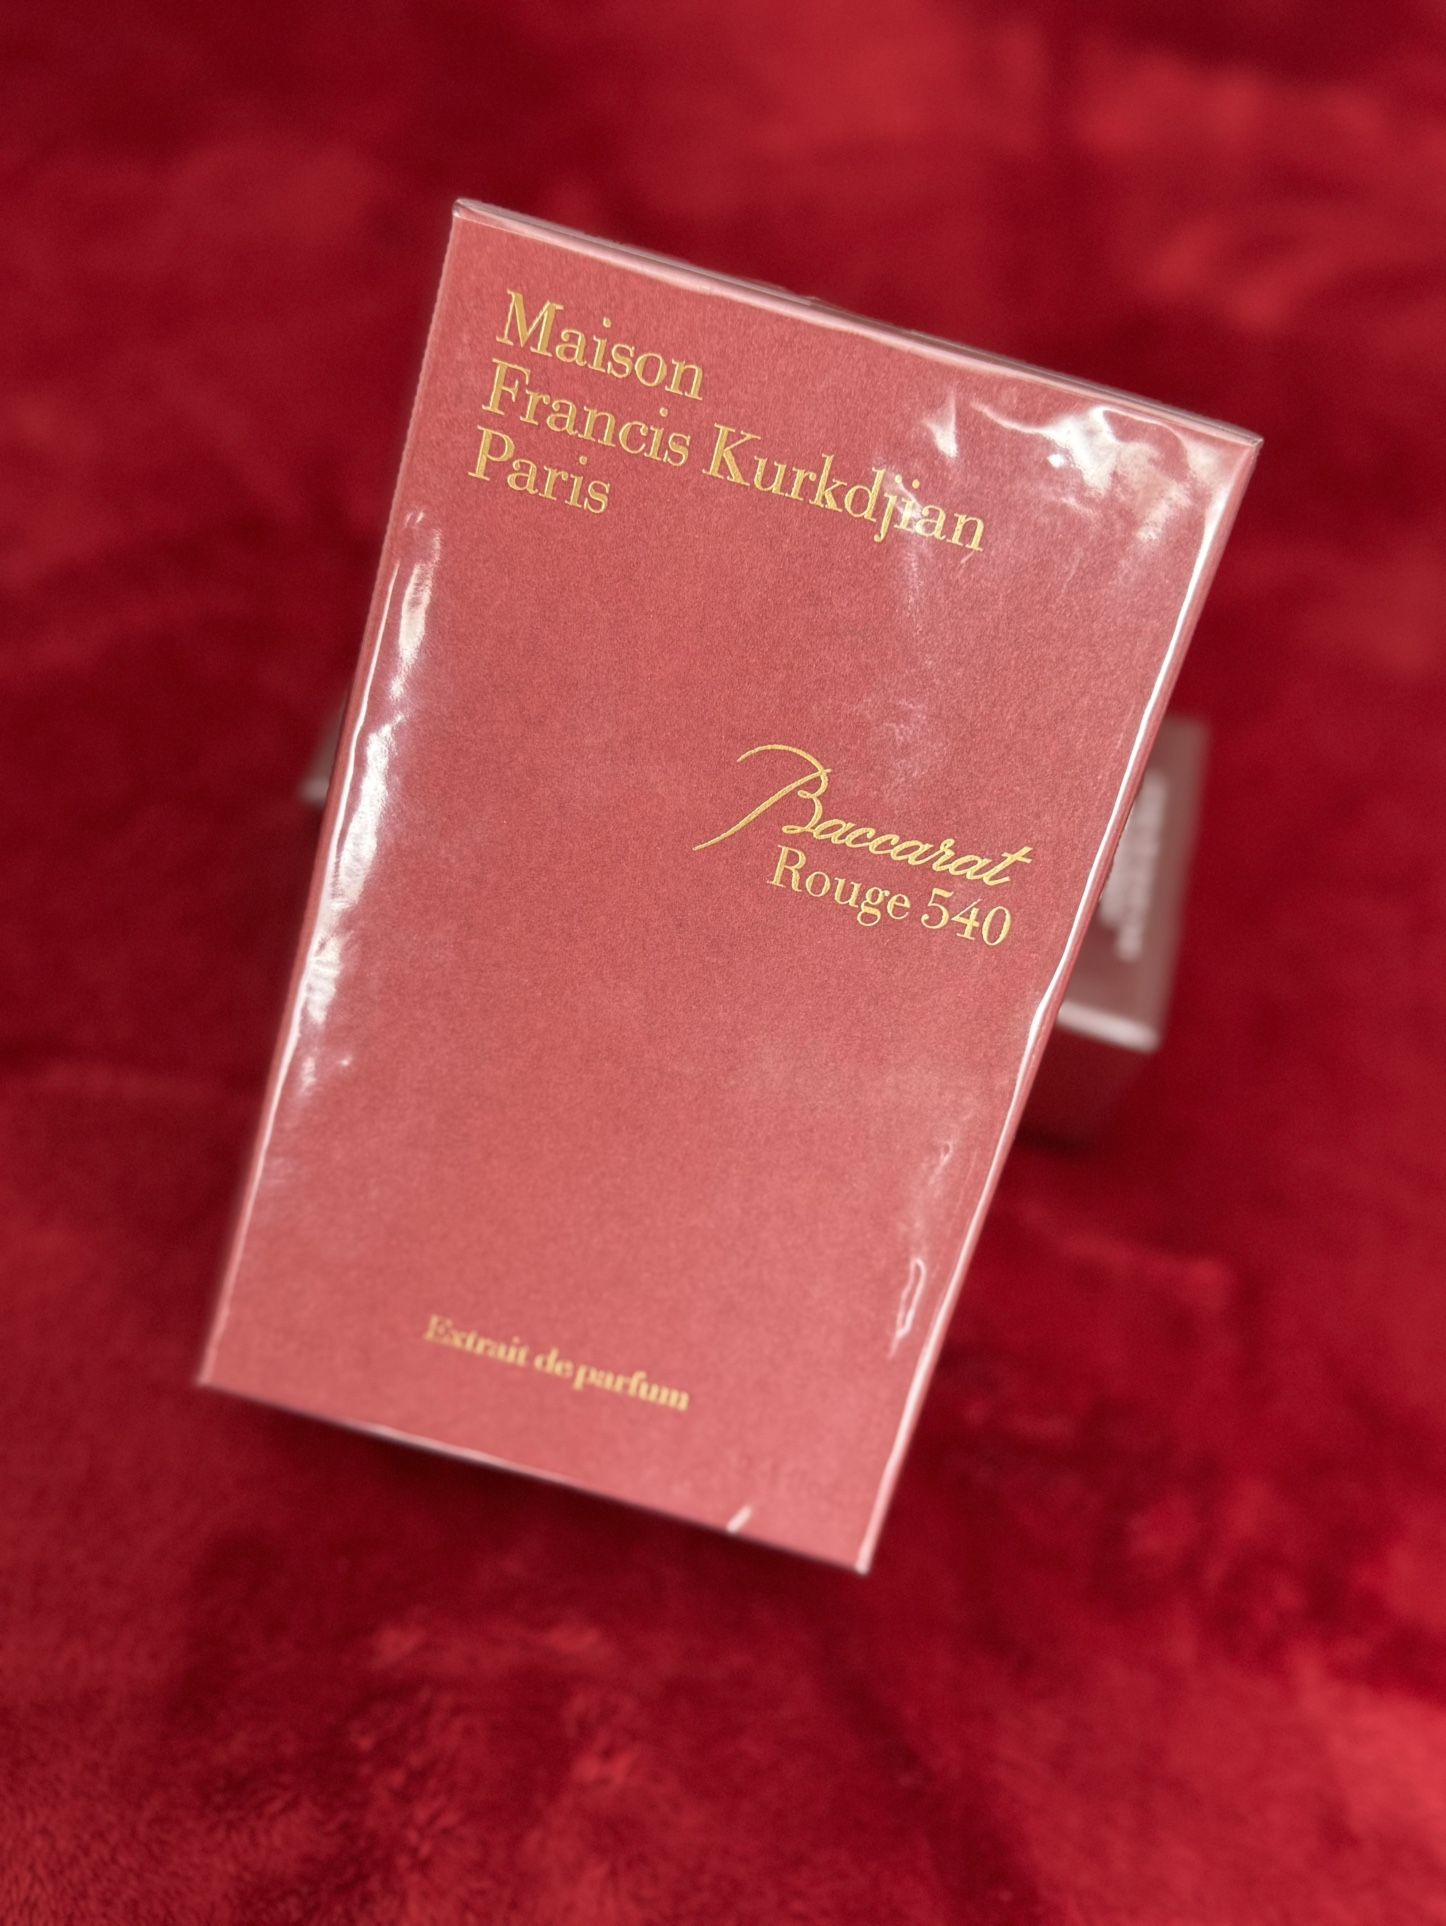 Maison
Francis Kurkdjian
Paris
Baccarat
Rouge 540
Extrait de parfum